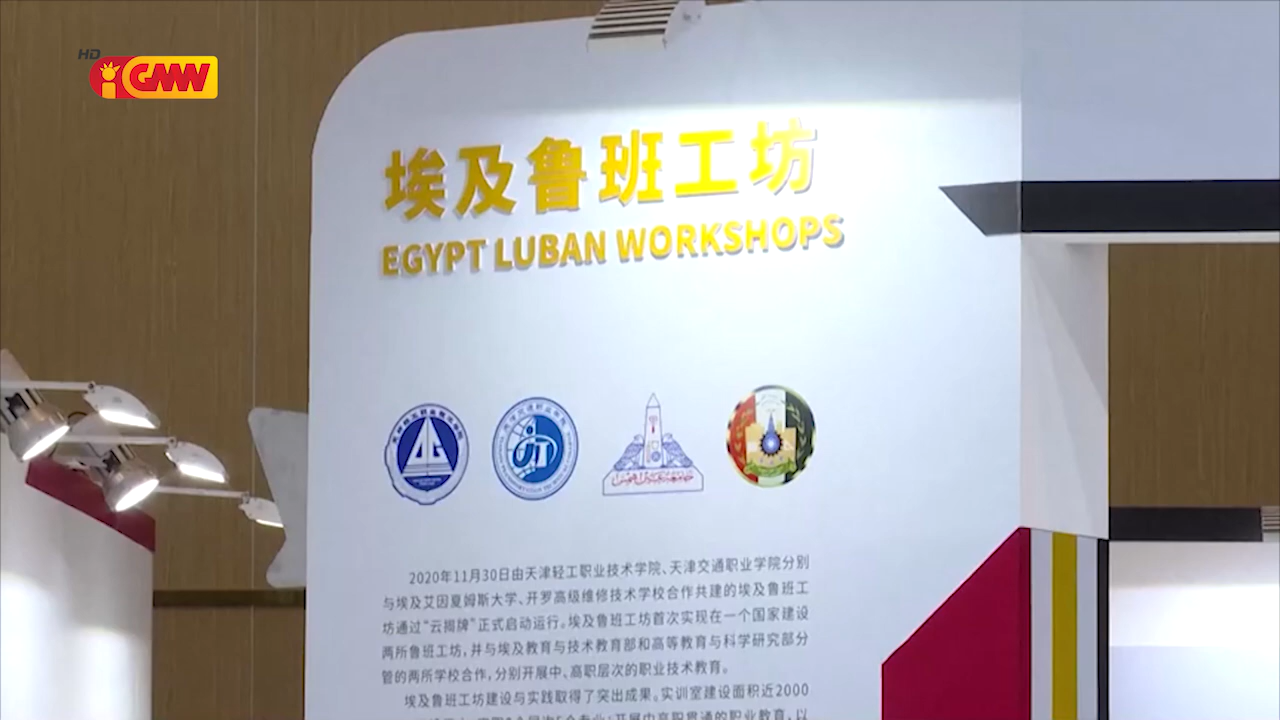 HD
iGMW
埃及鲁班工坊
EGYPT LUBAN WORKSHOPS
2020年11月30日由天津轻工职业技术学院、天津交通职业学院分别
与埃及艾因夏姆斯大学、开罗高级维修技术学校合作共建的埃及鲁班工
坊通过“云揭牌”正式启动运行。埃及鲁班工坊首次实现在一个国家建设
两所鲁班工坊,并与埃及教育与技术教育部和高等教育与科学研究部分
管的两所学校合作,分别开展中、高职层次的职业技术教育。
埃及鲁班工坊建设与实践取得了突出成果。实训室建设面积近2000